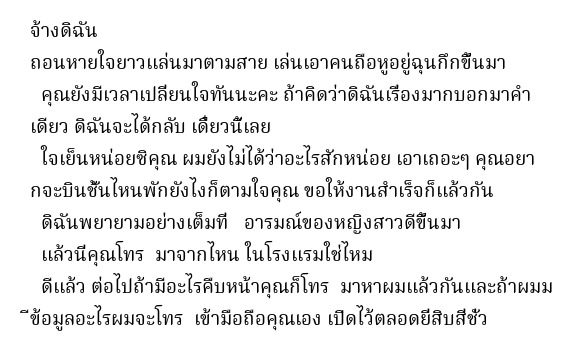 จ้างดิฉัน
ถอนหายใจยาวแล่นมาตามสาย เล่นเอาคนถือหูอยู่ฉุนกึกขึ้นมา
คุณยังมีเวลาเปลี่ยนใจทันนะคะ ถ้าคิดว่าดิฉันเรื่องมากบอกมาคำ
เดียว ดิฉันจะได้กลับ เดี๋ยวนี้เลย
ใจเย็นหน่อยซิคุณ ผมยังไม่ได้ว่าอะไรสักหน่อย เอาเถอะๆ คุณอยา
กจะบินชั้นไหนพักยังไงก็ตามใจคุณ ขอให้งานสำเร็จก็แล้วกัน
ดิฉันพยายามอย่างเต็มที่ อารมณ์ของหญิงสาวดีขึ้นมา
แล้วนี่คุณโทร มาจากไหน ในโรงแรมใช่ไหม
ดีแล้ว ต่อไปถ้ามีอะไรคืบหน้าคุณก็โทร มาหาผมแล้วกันและถ้าผมม
ีข้อมูลอะไรผมจะโทร เข้ามือถือคุณเอง เปิดไว้ตลอดยี่สิบสี่ชั่ว